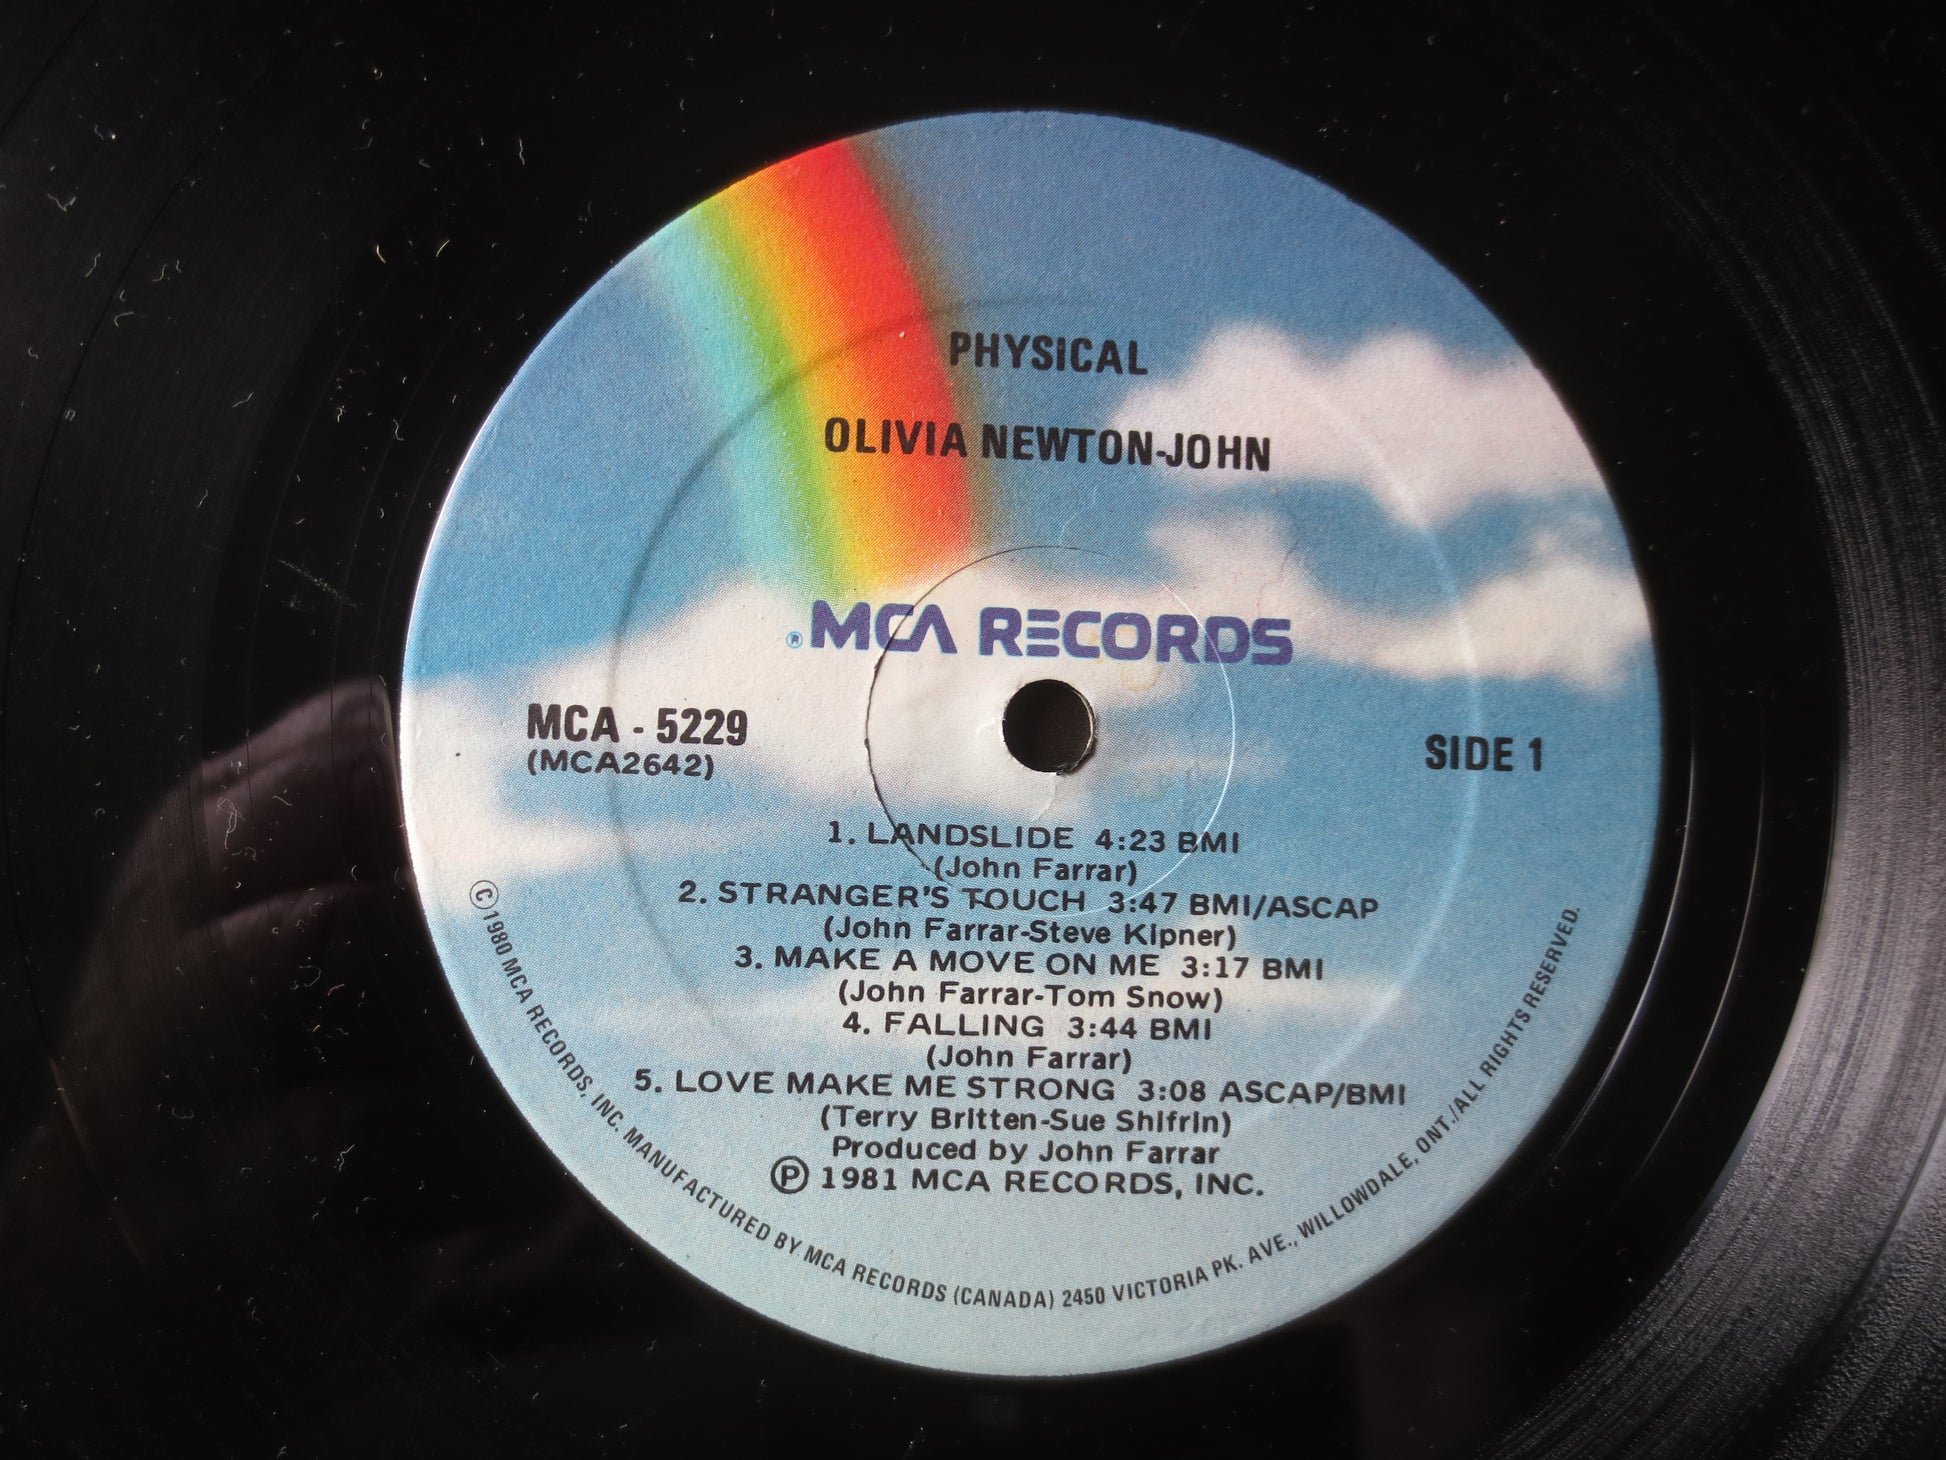 PHYSICAL
OLIVIA NEWTON-JOHN
® MCA RECORDS
MCA - 5229
(MCA2642)
SIDE 1
1. LANDSLIDE 4:23 BMI
(John Farrar)
2. STRANGER'S TOUCH 3:47 BMI/ASCAP
(John Farrar-Steve Kipner)
3. MAKE A MOVE ON ME 3:17 BMI
(John Farrar-Tom Snow)
4. FALLING 3:44 BMI
(John Farrar)
5. LOVE MAKE ME STRONG 3:08 ASCAP/BMI
(Terry Britten-Sue Shifrin)
Produced by John Farrar
Ⓟ 1981 MCA RECORDS, INC.
© 1980 MCA RECORDS, INC. MANUFACTURED BY MCA RECORDS (CANADA) 2450 VICTORIA PK. AVE., WILLOWDALE, ONT./ALL RIGHTS RESERVED.